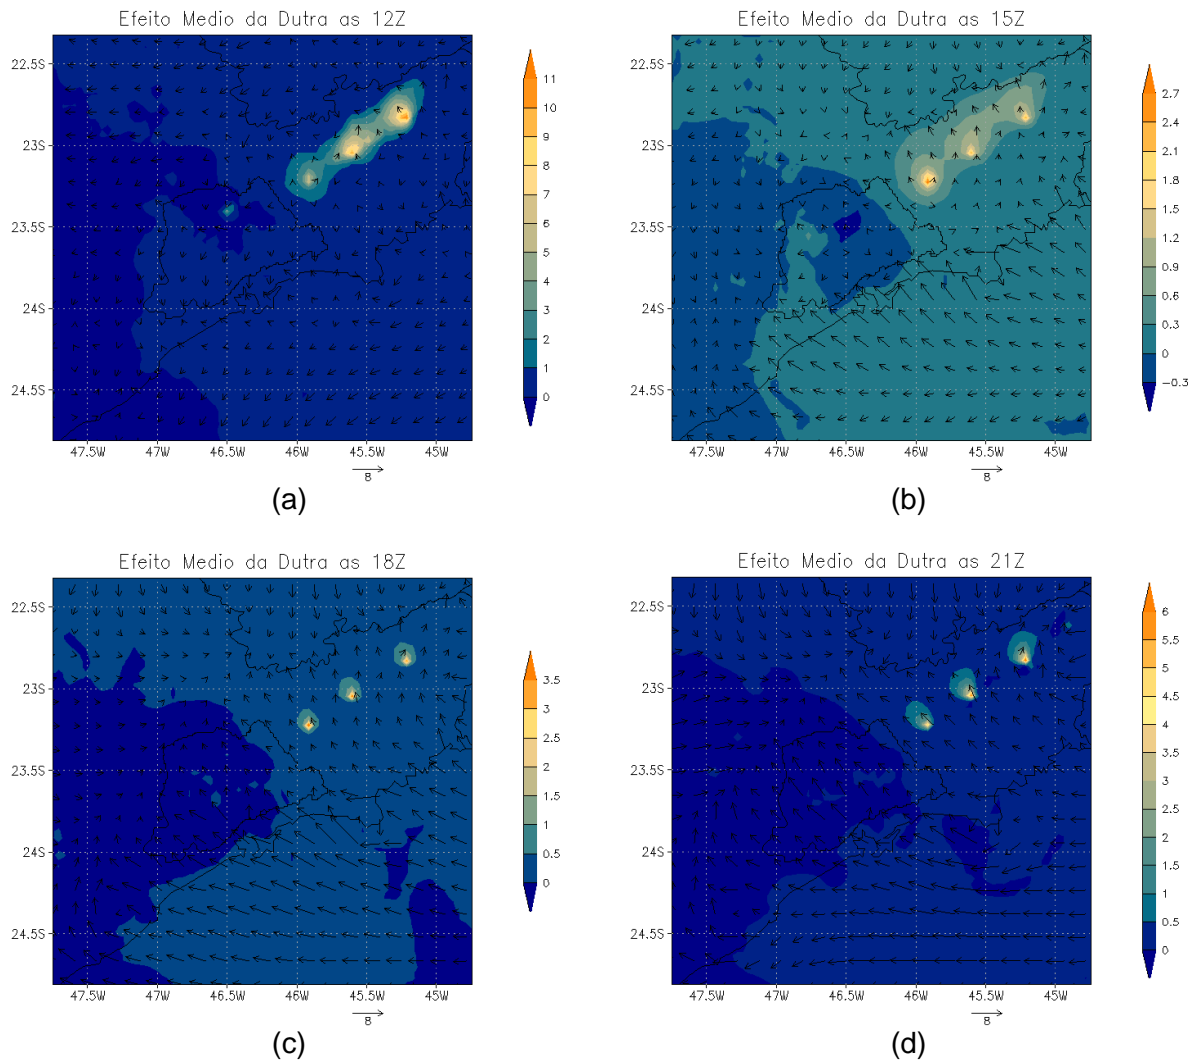 Efeito Medio da Dutra as 12Z
22.5S
23S
23.5S
24S
24.5S
47.5W 47W 46.5W 46W 45.5W 45W
8
11
10
9
8
7
6
5
4
3
2
1
0
(a)
Efeito Medio da Dutra as 15Z
22.5S
23S
23.5S
24S
24.5S
47.5W 47W 46.5W 46W 45.5W 45W
8
2.7
2.4
2.1
1.8
1.5
1.2
0.9
0.6
0.3
0
−0.3
(b)
Efeito Medio da Dutra as 18Z
22.5S
23S
23.5S
24S
24.5S
47.5W 47W 46.5W 46W 45.5W 45W
8
3.5
3
2.5
2
1.5
1
0.5
0
(c)
Efeito Medio da Dutra as 21Z
22.5S
23S
23.5S
24S
24.5S
47.5W 47W 46.5W 46W 45.5W 45W
8
6
5.5
5
4.5
4
3.5
3
2.5
2
1.5
1
0.5
0
(d)